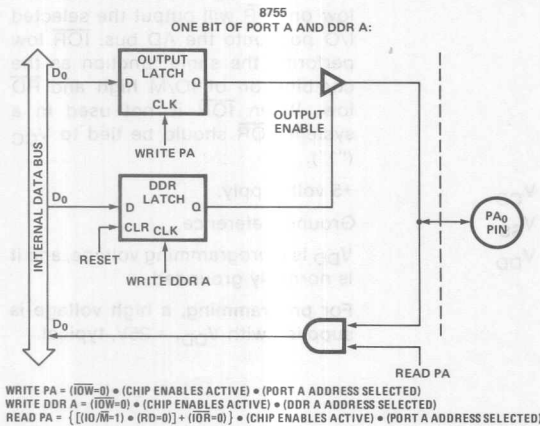 8755
ONE BIT OF PORT A AND DDR A:
INTERNAL DATA BUS
D0
OUTPUT
LATCH
D
Q
CLK
OUTPUT
ENABLE
WRITE PA
D0
DDR
LATCH
D
Q
CLR CLK
RESET
WRITE DDR A
PA0
PIN
D0
READ PA
VDD
WRITE PA = (IOW=0) • (CHIP ENABLES ACTIVE) • (PORT A ADDRESS SELECTED)
WRITE DDR A = (IOW=0) • (CHIP ENABLES ACTIVE) • (DDR A ADDRESS SELECTED)
READ PA = {[(IO/M=1) • (RD=0)] + (IOR=0)} • (CHIP ENABLES ACTIVE) • (PORT A ADDRESS SELECTED)